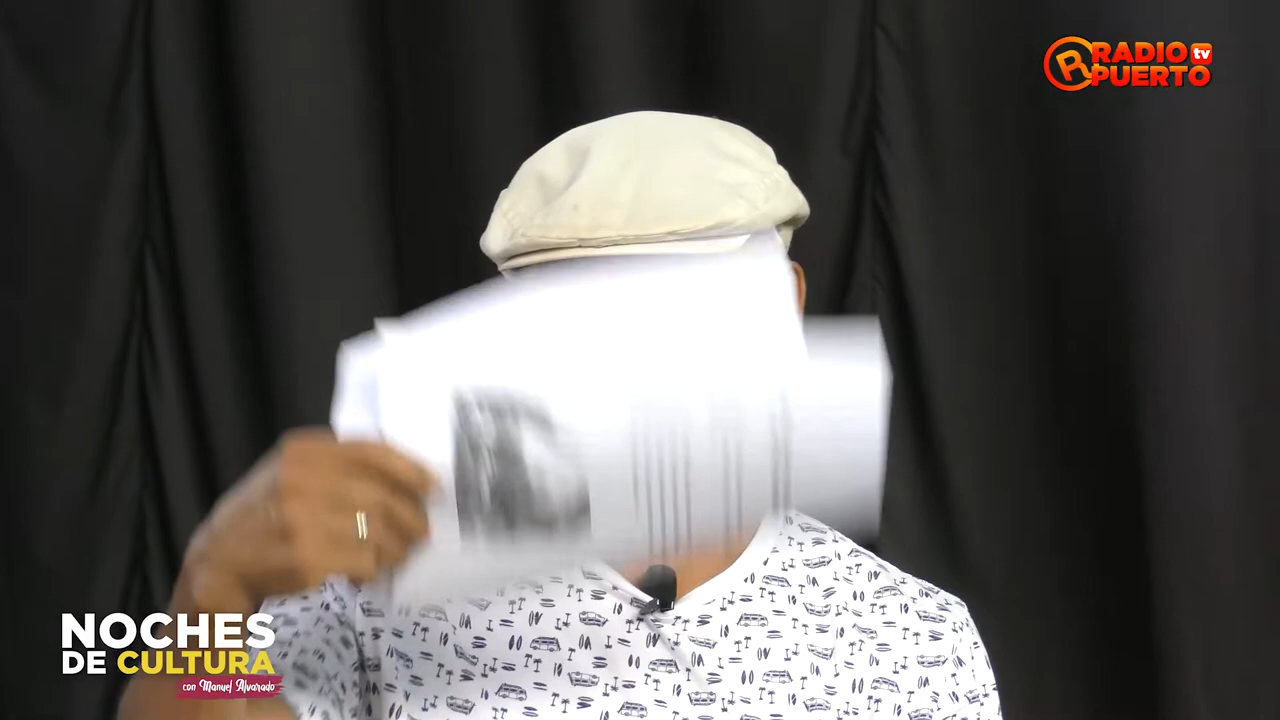 RADIO tv
PUERTO
NOCHES
DE CULTURA
con Manuel Alvarado